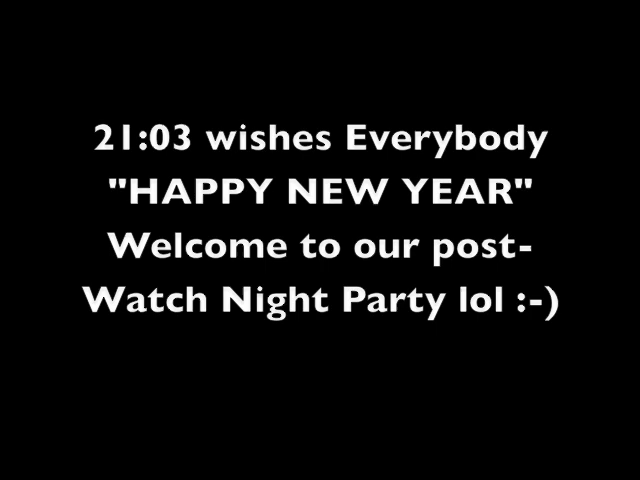 21:03 wishes Everybody
"HAPPY NEW YEAR"
Welcome to our post-
Watch Night Party lol :-)